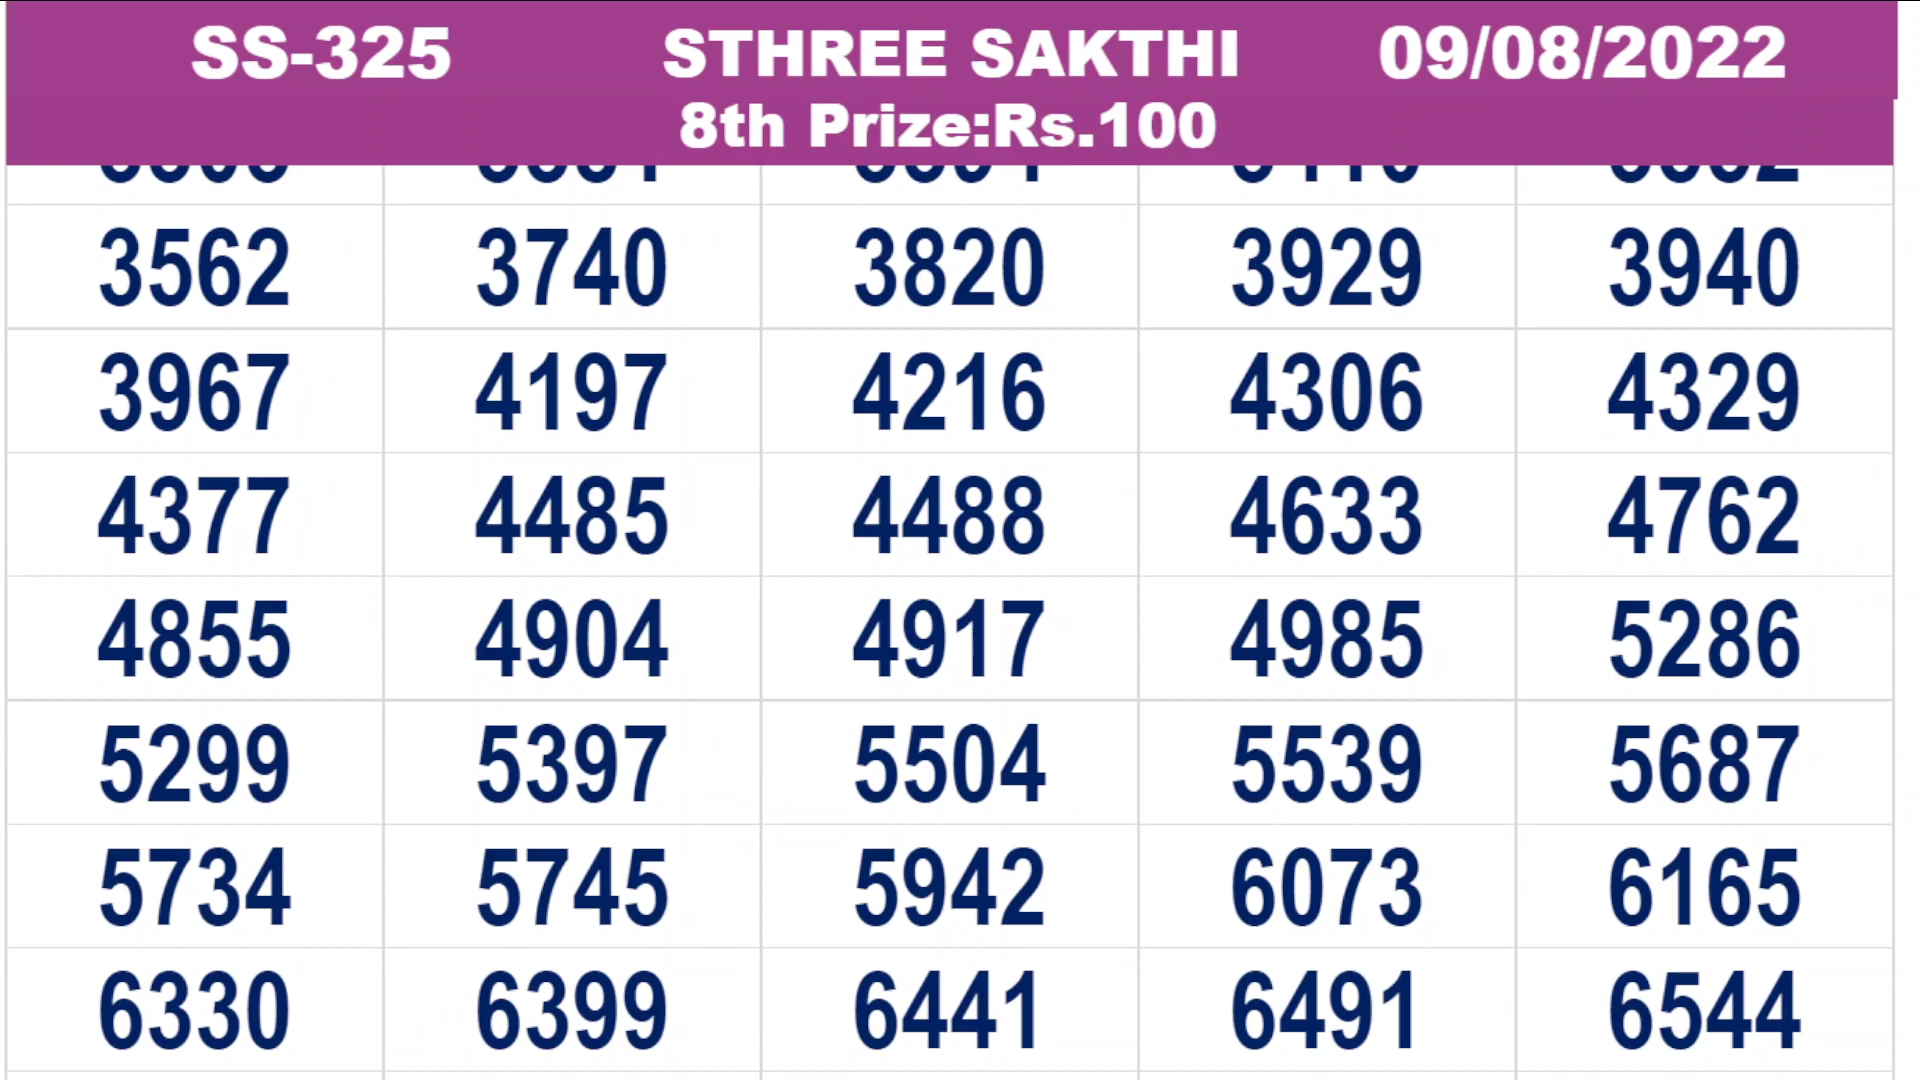 SS-325 STHREE SAKTHI 09/08/2022
8th Prize:Rs.100
3562 3740 3820 3929 3940
3967 4197 4216 4306 4329
4377 4485 4488 4633 4762
4855 4904 4917 4985 5286
5299 5397 5504 5539 5687
5734 5745 5942 6073 6165
6330 6399 6441 6491 6544